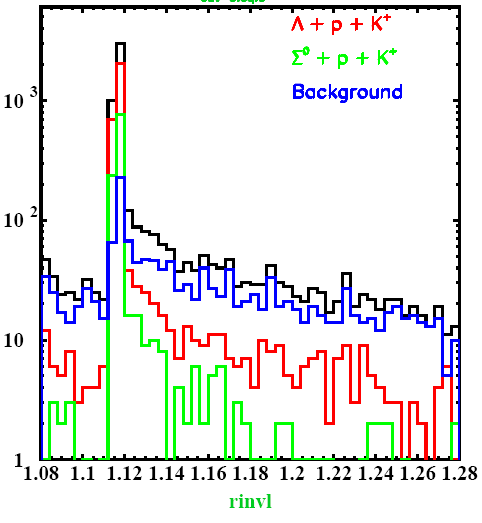 Λ + p + K⁺
Σ⁰ + p + K⁺
Background
10³
10²
10
1
1.08 1.1 1.12 1.14 1.16 1.18 1.2 1.22 1.24 1.26 1.28
rinvl